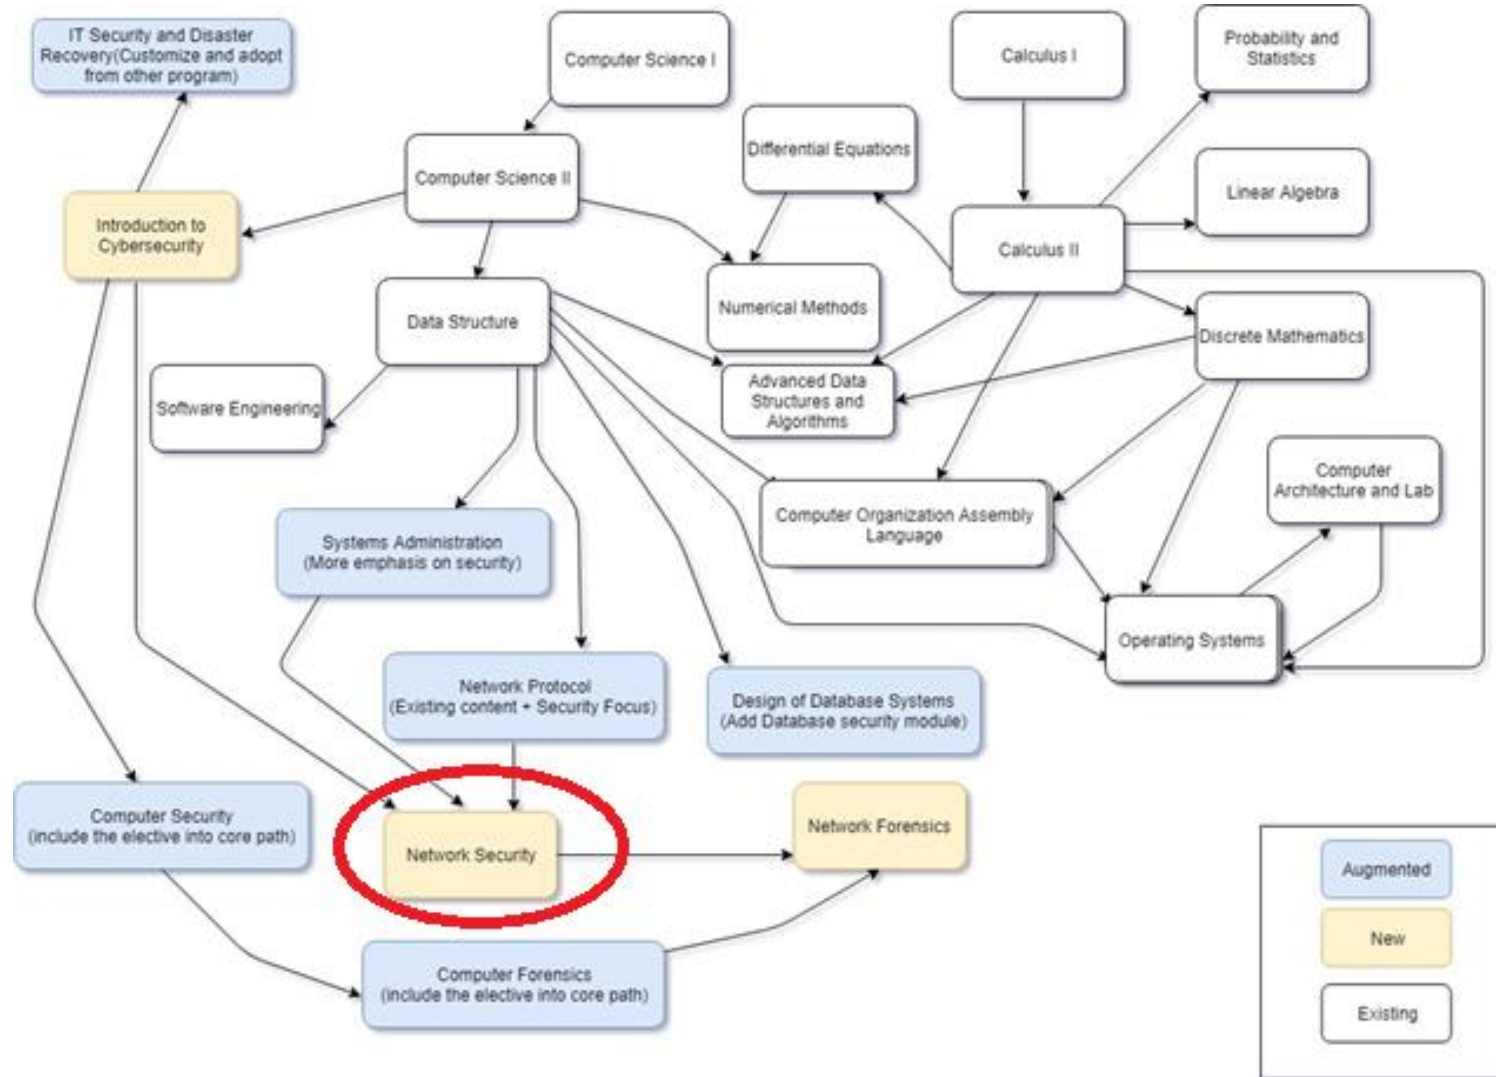 IT Security and Disaster
Recovery(Customize and adopt
from other program)
Computer Science I
Calculus I
Probability and
Statistics
Differential Equations
Computer Science II
Linear Algebra
Introduction to
Cybersecurity
Calculus II
Numerical Methods
Data Structure
Discrete Mathematics
Software Engineering
Advanced Data
Structures and
Algorithms
Computer
Architecture and Lab
Computer Organization Assembly
Language
Systems Administration
(More emphasis on security)
Operating Systems
Network Protocol
(Existing content + Security Focus)
Design of Database Systems
(Add Database security module)
Computer Security
(include the elective into core path)
Network Security
Network Forensics
Computer Forensics
(include the elective into core path)
Augmented
New
Existing